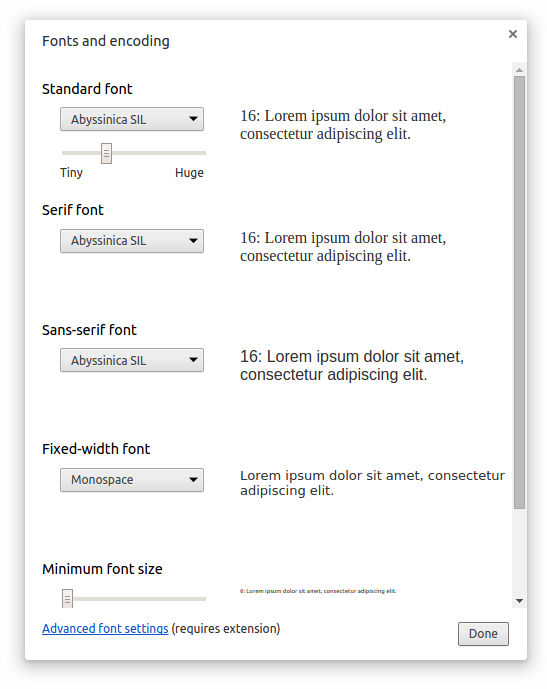 Fonts and encoding
Standard font
Abyssinica SIL
16: Lorem ipsum dolor sit amet,
consectetur adipiscing elit.
Tiny Huge
Serif font
Abyssinica SIL
16: Lorem ipsum dolor sit amet,
consectetur adipiscing elit.
Sans-serif font
Abyssinica SIL
16: Lorem ipsum dolor sit amet,
consectetur adipiscing elit.
Fixed-width font
Monospace
Lorem ipsum dolor sit amet, consectetur
adipiscing elit.
Minimum font size
6: Lorem ipsum dolor sit amet, consectetur adipiscing elit.
Advanced font settings (requires extension)
Done